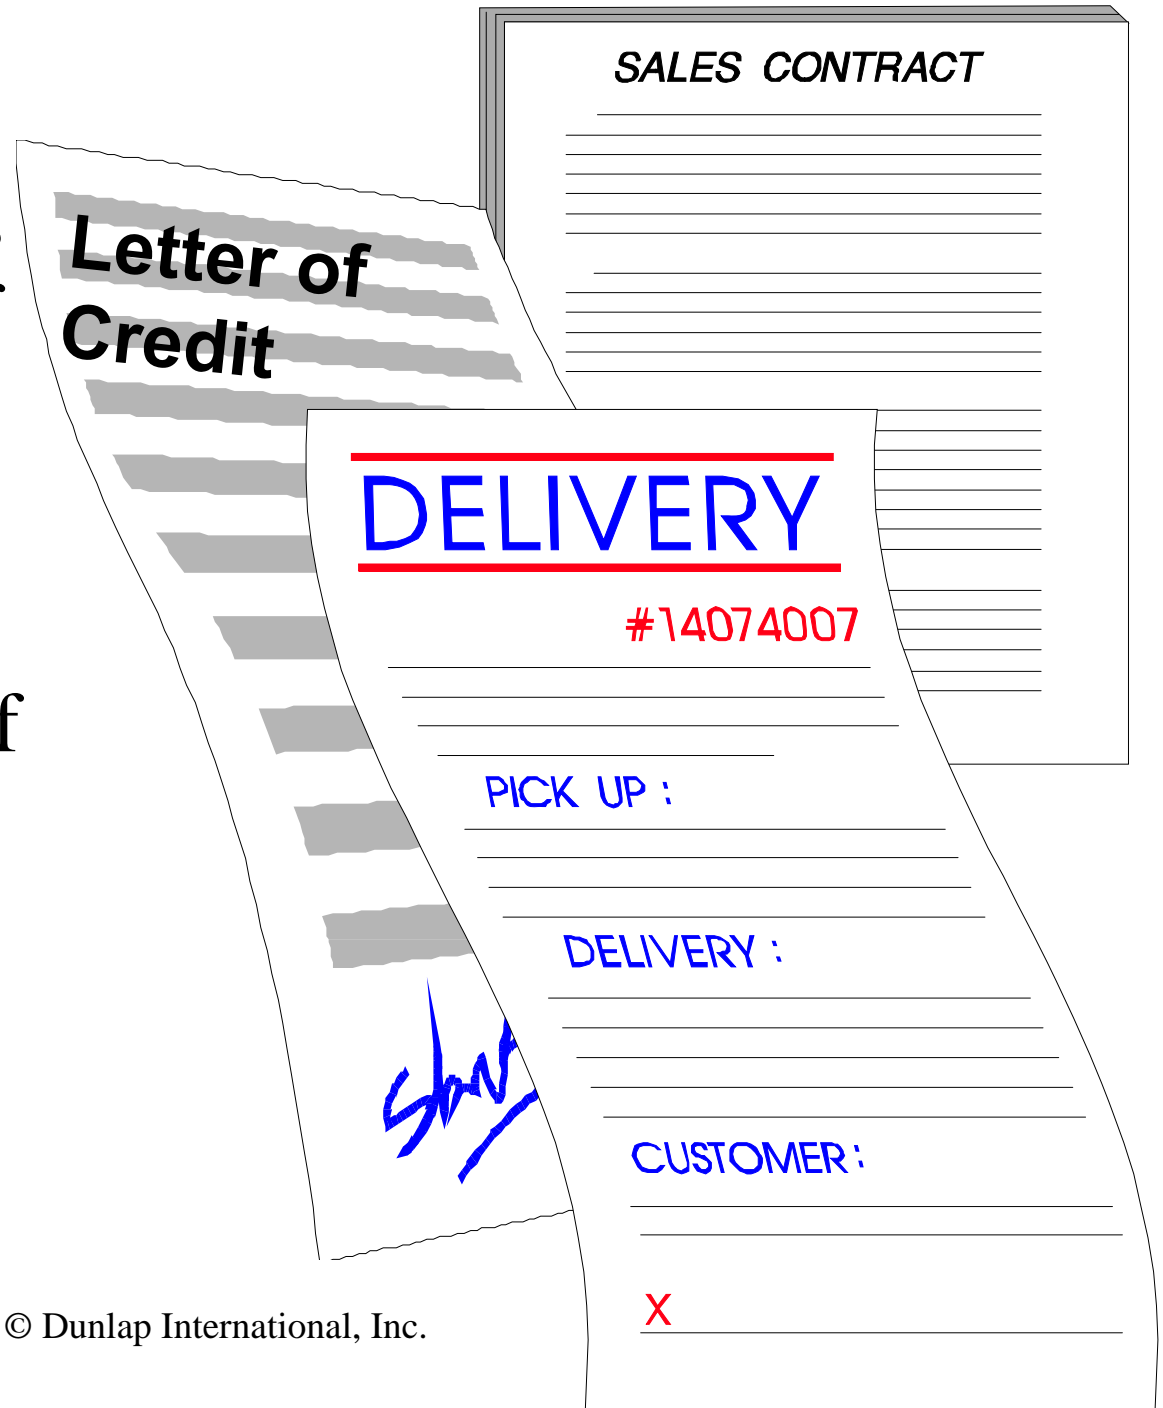 SALES CONTRACT
Letter of
Credit
DELIVERY
#14074007
PICK UP :
DELIVERY :
CUSTOMER :
X
© Dunlap International, Inc.